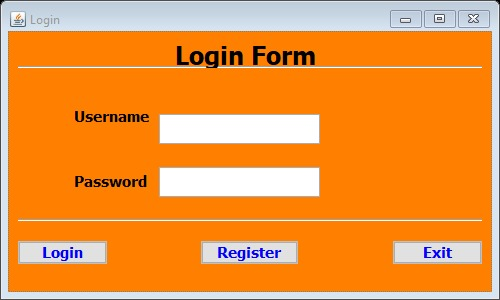 Login
Login Form
Username
Password
Login Register Exit